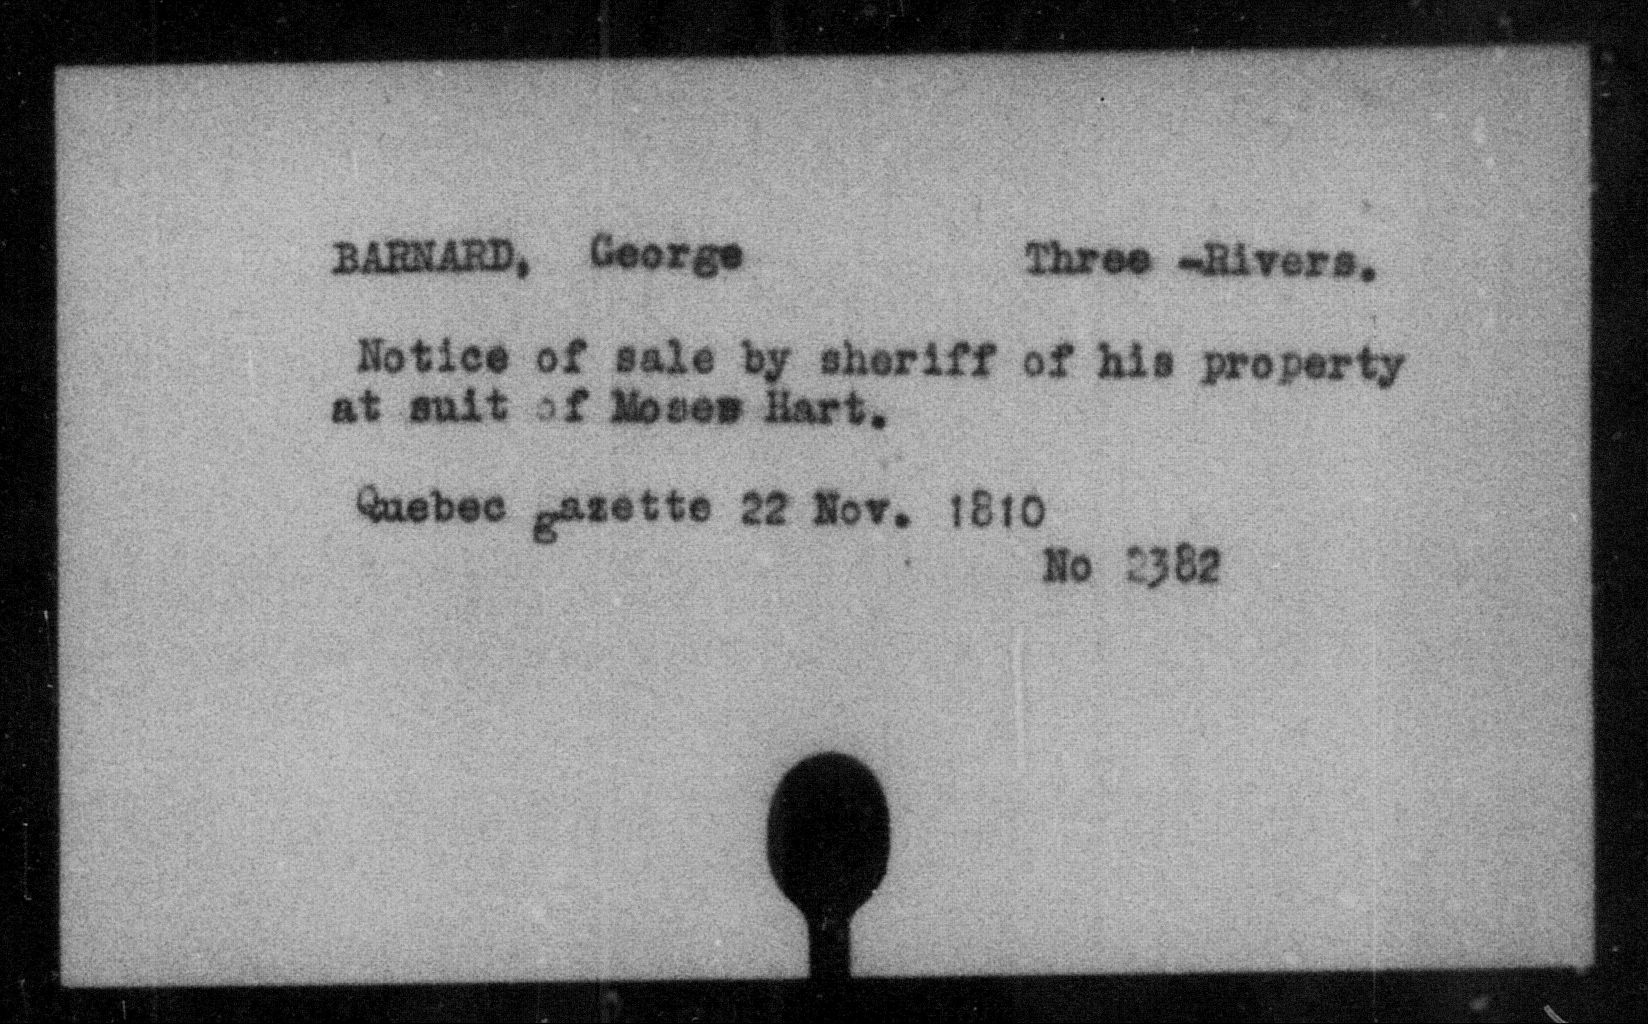 BARNARD, George Three -Rivers.
Notice of sale by sheriff of his property
at suit of Moses Hart.
Quebec gazette 22 Nov. 1810
No 2382